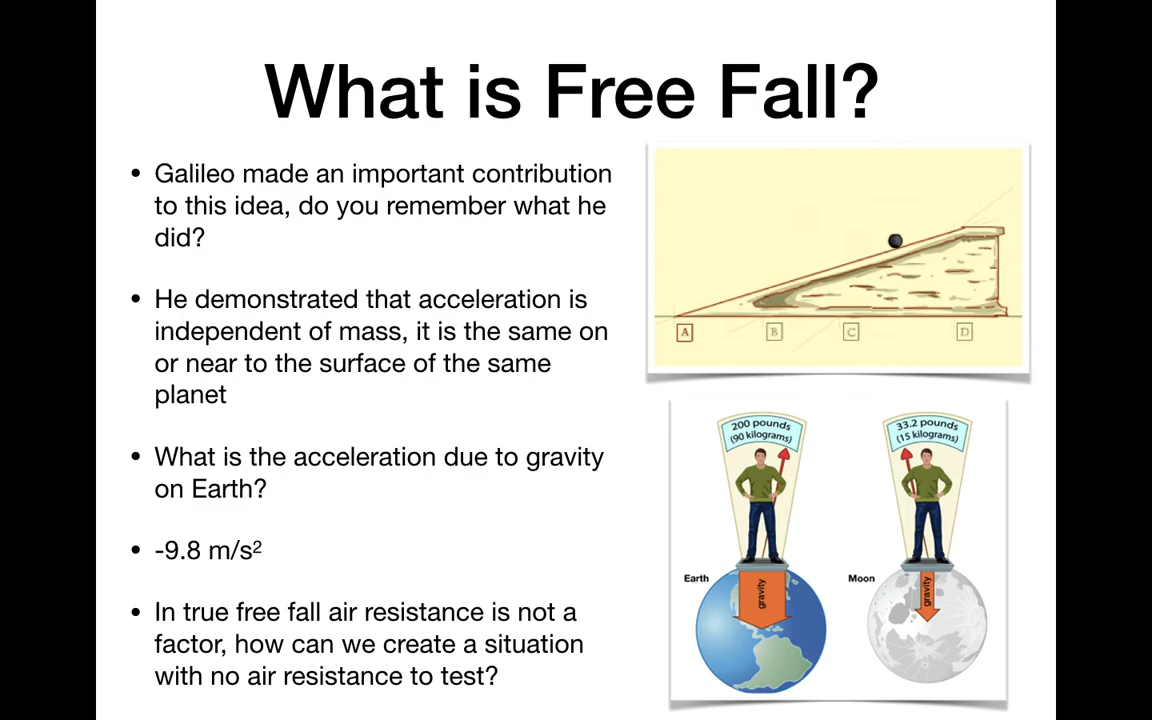 What is Free Fall?
• Galileo made an important contribution
to this idea, do you remember what he
did?
• He demonstrated that acceleration is
independent of mass, it is the same on
or near to the surface of the same
planet
• What is the acceleration due to gravity
on Earth?
• -9.8 m/s²
• In true free fall air resistance is not a
factor, how can we create a situation
with no air resistance to test?
A B C D
200 pounds
(90 kilograms)
Earth
gravity
33.2 pounds
(15 kilograms)
Moon
gravity